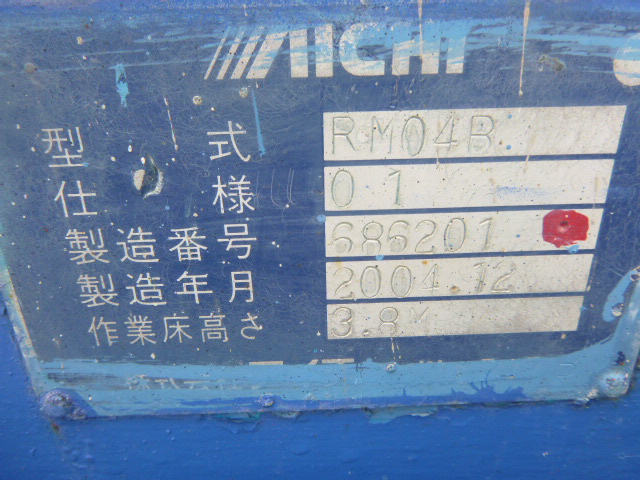 AICHI
型式 RM04B
仕様 01
製造番号 686201
製造年月 2004 12
作業床高さ 3.8M